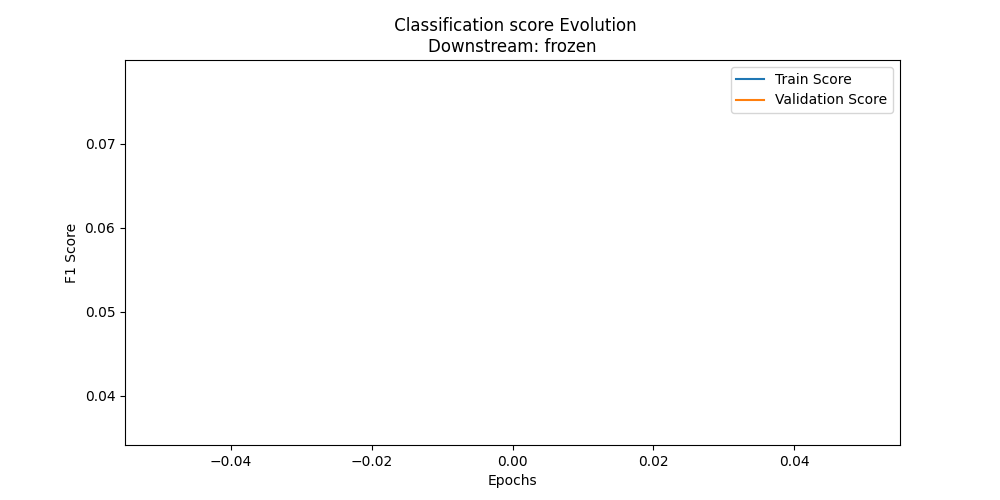 Classification score Evolution
Downstream: frozen
Train Score
Validation Score
0.07
0.06
0.05
0.04
F1 Score
−0.04
−0.02
0.00
0.02
0.04
Epochs